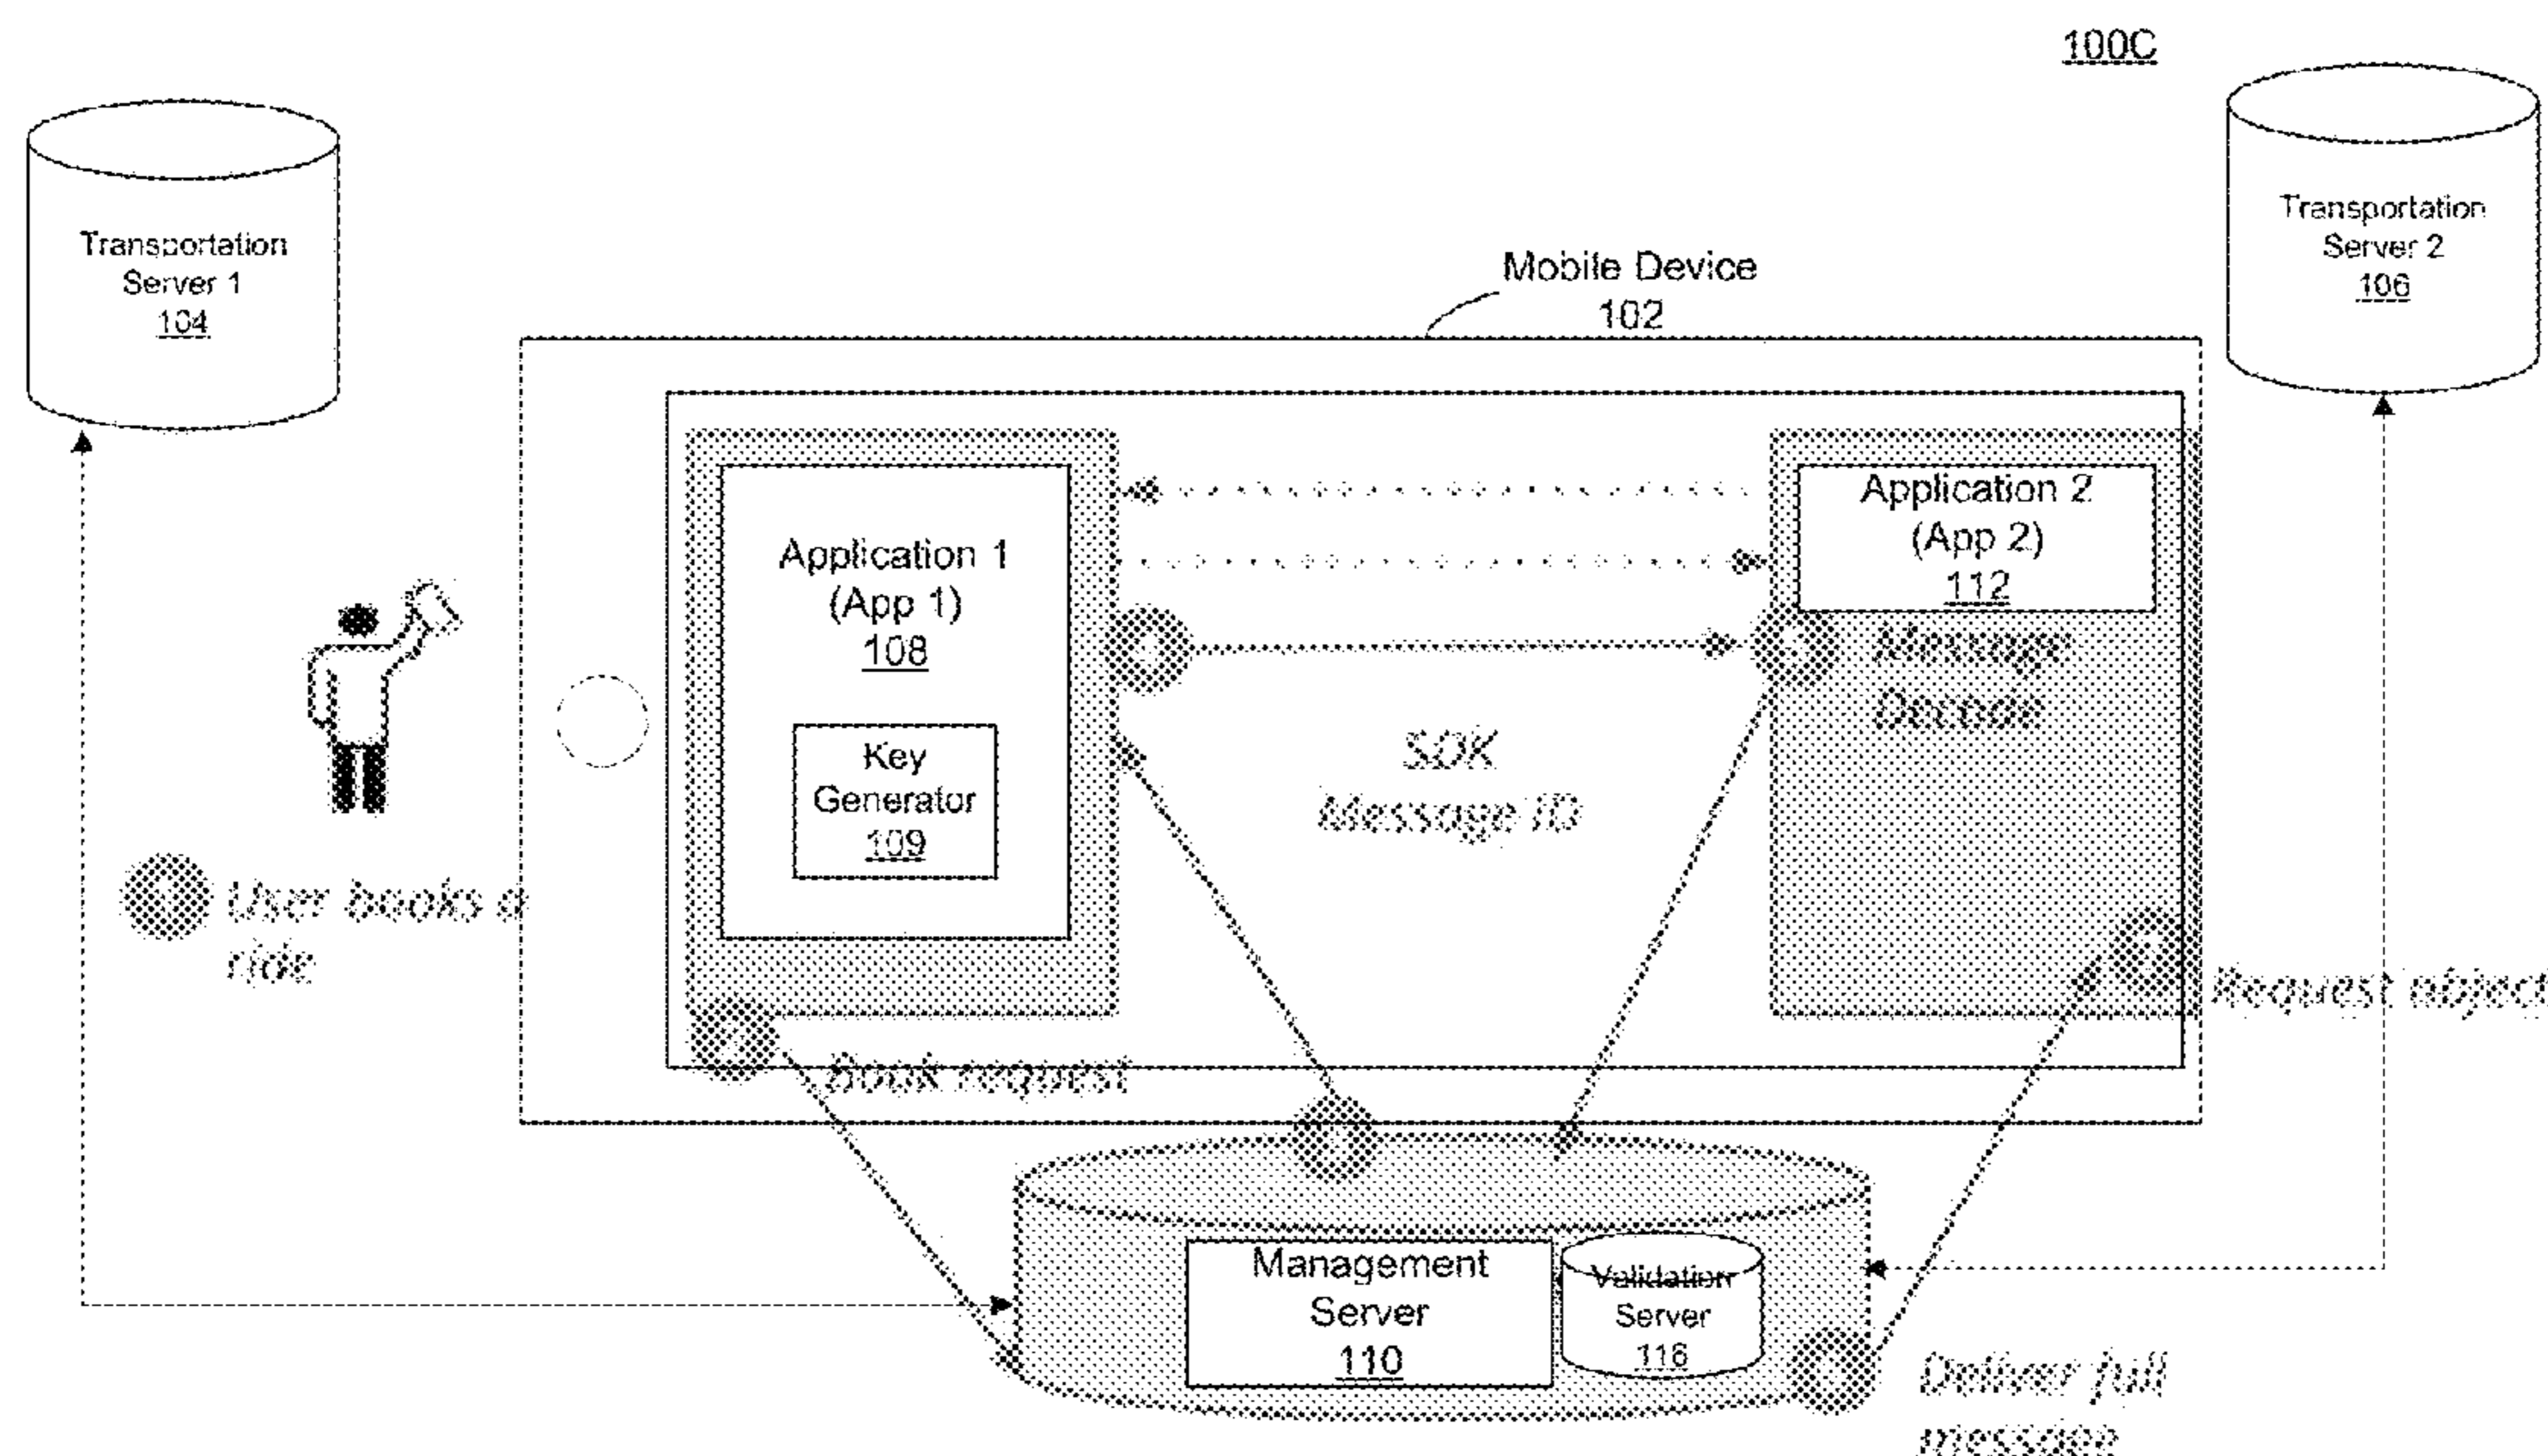 100C
Transportation
Server 1
104
Transportation
Server 2
106
Mobile Device
102
Application 1
(App 1)
108
Key
Generator
109
Application 2
(App 2)
112
Message
Decode
SDK
Message ID
User books a
ride
Request object
Book request
Management
Server
110
Validation
Server
116
Deliver full
message